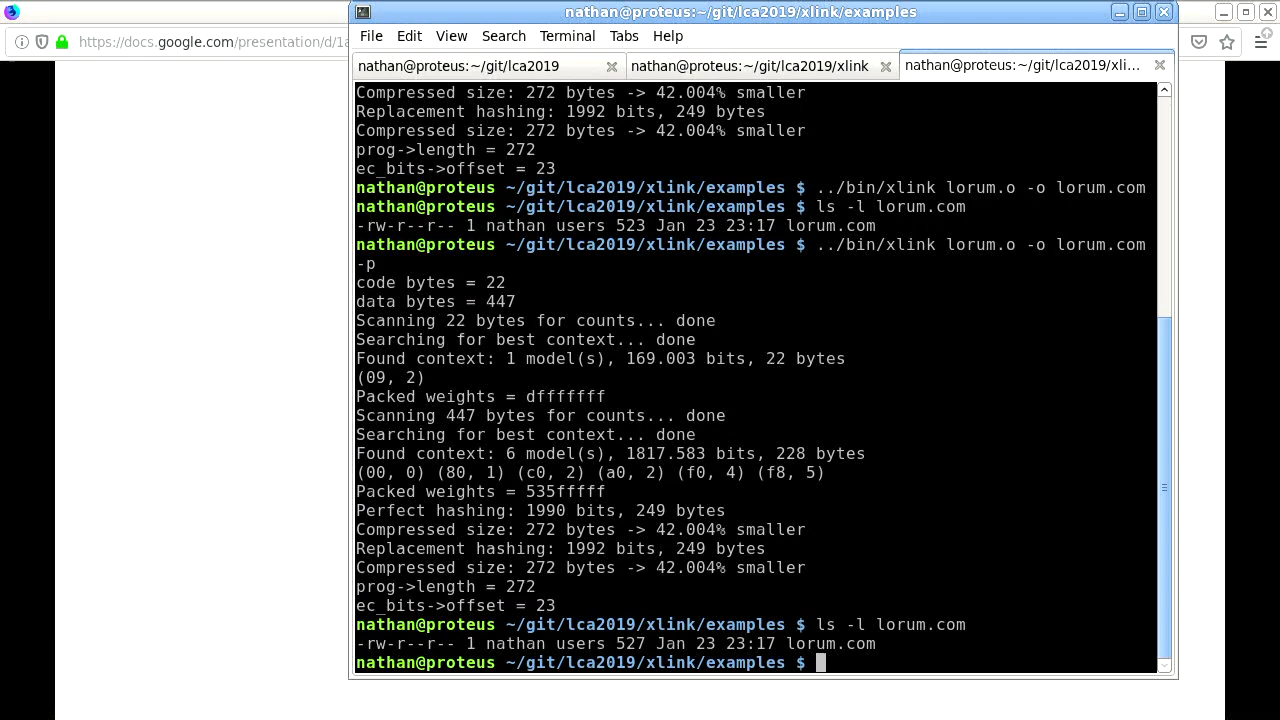 nathan@proteus:~/git/lca2019/xlink/examples
https://docs.google.com/presentation/d/1a
File Edit View Search Terminal Tabs Help
nathan@proteus:~/git/lca2019
nathan@proteus:~/git/lca2019/xlink
nathan@proteus:~/git/lca2019/xli...
Compressed size: 272 bytes -> 42.004% smaller
Replacement hashing: 1992 bits, 249 bytes
Compressed size: 272 bytes -> 42.004% smaller
prog->length = 272
ec_bits->offset = 23
nathan@proteus ~/git/lca2019/xlink/examples $ ../bin/xlink lorum.o -o lorum.com
nathan@proteus ~/git/lca2019/xlink/examples $ ls -l lorum.com
-rw-r--r-- 1 nathan users 523 Jan 23 23:17 lorum.com
nathan@proteus ~/git/lca2019/xlink/examples $ ../bin/xlink lorum.o -o lorum.com
-p
code bytes = 22
data bytes = 447
Scanning 22 bytes for counts... done
Searching for best context... done
Found context: 1 model(s), 169.003 bits, 22 bytes
(09, 2)
Packed weights = dfffffff
Scanning 447 bytes for counts... done
Searching for best context... done
Found context: 6 model(s), 1817.583 bits, 228 bytes
(00, 0) (80, 1) (c0, 2) (a0, 2) (f0, 4) (f8, 5)
Packed weights = 535fffff
Perfect hashing: 1990 bits, 249 bytes
Compressed size: 272 bytes -> 42.004% smaller
Replacement hashing: 1992 bits, 249 bytes
Compressed size: 272 bytes -> 42.004% smaller
prog->length = 272
ec_bits->offset = 23
nathan@proteus ~/git/lca2019/xlink/examples $ ls -l lorum.com
-rw-r--r-- 1 nathan users 527 Jan 23 23:17 lorum.com
nathan@proteus ~/git/lca2019/xlink/examples $